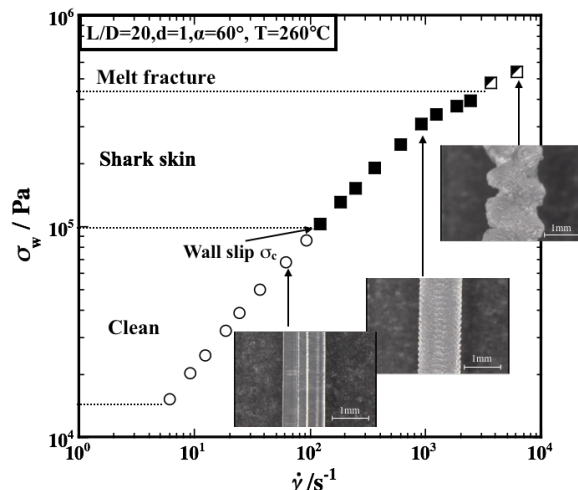 L/D=20,d=1,α=60°, T=260℃
10⁶
Melt fracture
Shark skin
1mm
σw / Pa
10⁵
Wall slip σc
1mm
Clean
1mm
10⁴
10⁰ 10¹ 10² 10³ 10⁴
γ̇ /s⁻¹